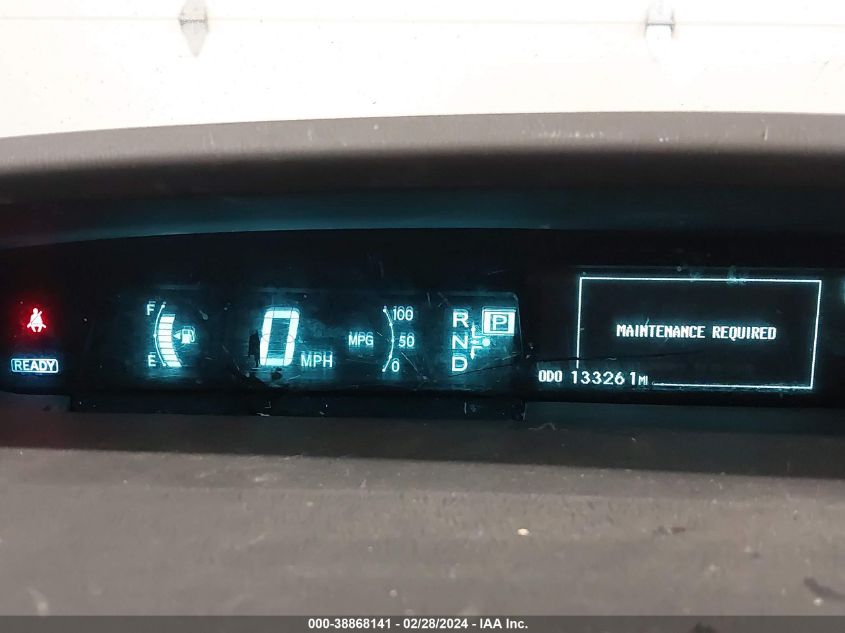 F
E
READY
0 MPH
MPG
100
50
0
R
N
D
P
MAINTENANCE REQUIRED
ODO 133261 MI
000-38868141 - 02/28/2024 - IAA Inc.